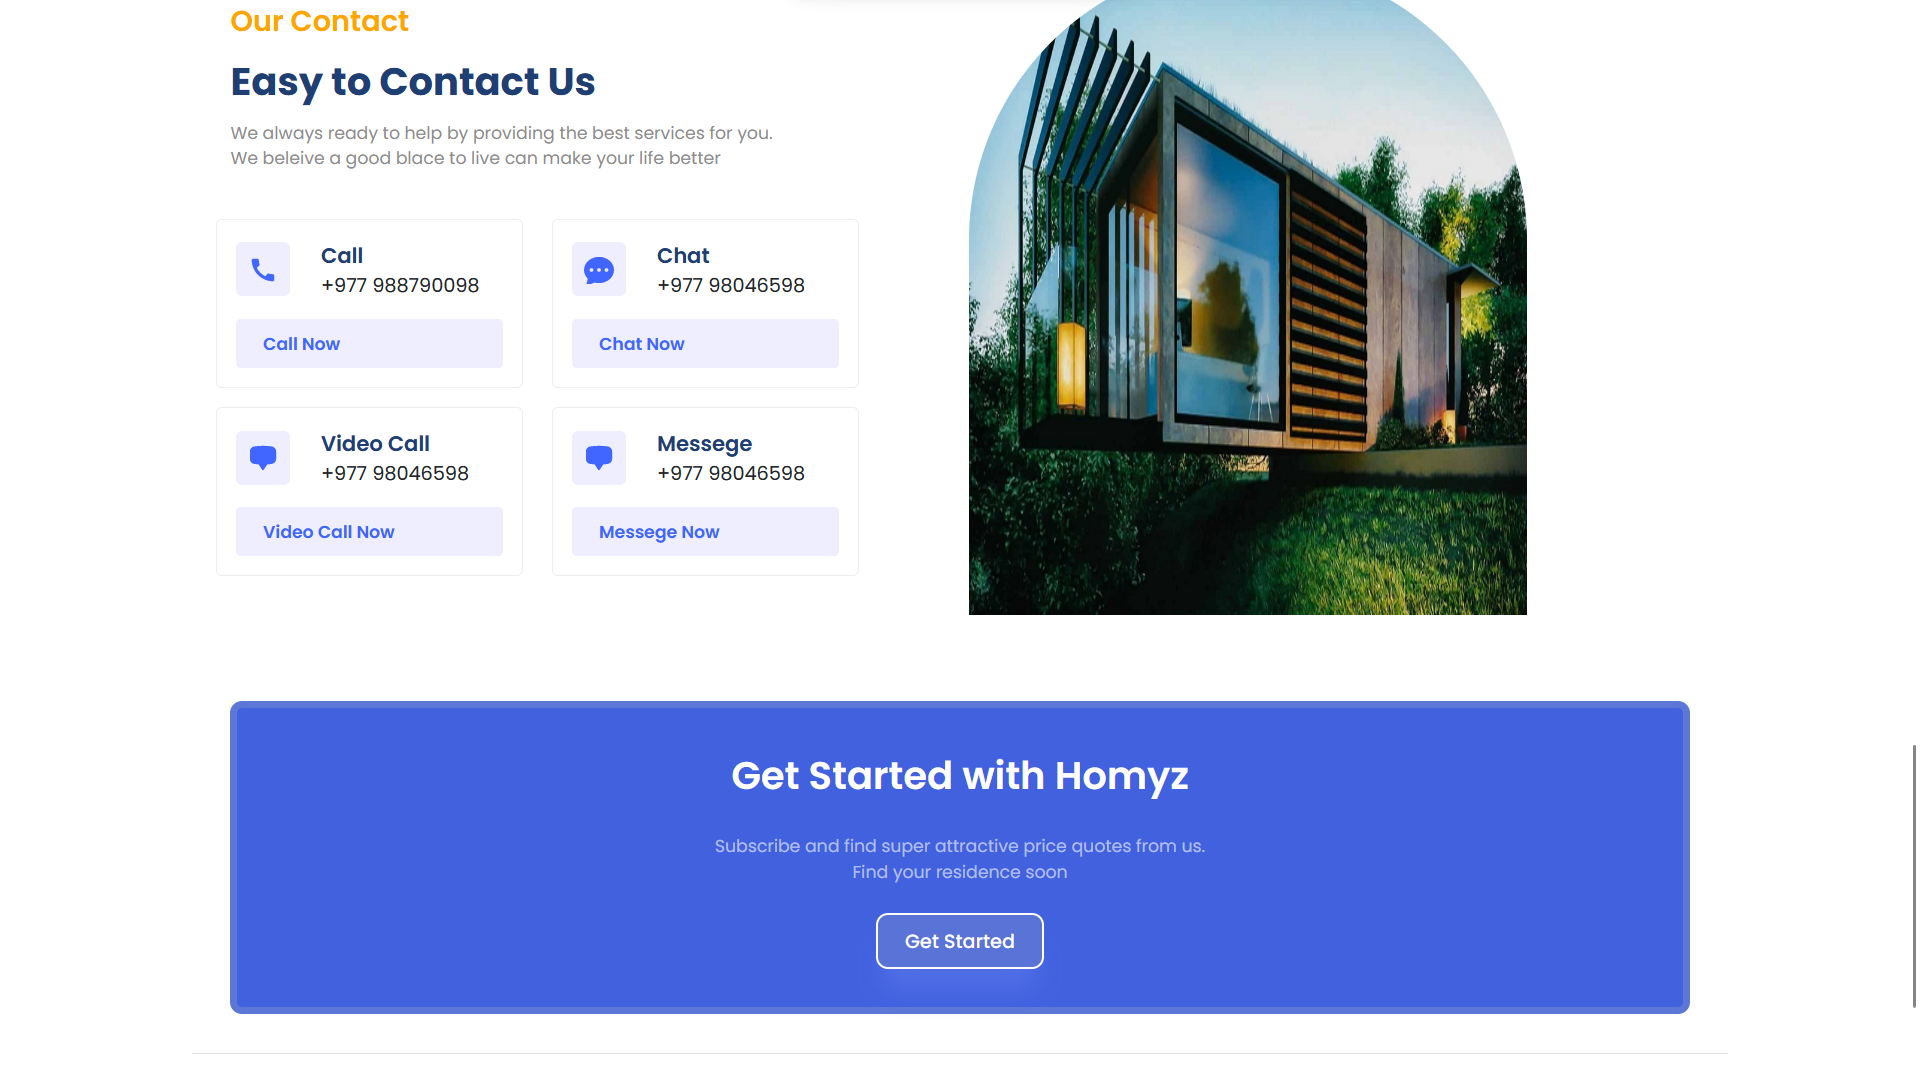 Our Contact
Easy to Contact Us
We always ready to help by providing the best services for you.
We beleive a good blace to live can make your life better
Call
+977 988790098
Call Now
Chat
+977 98046598
Chat Now
Video Call
+977 98046598
Video Call Now
Messege
+977 98046598
Messege Now
Get Started with Homyz
Subscribe and find super attractive price quotes from us.
Find your residence soon
Get Started